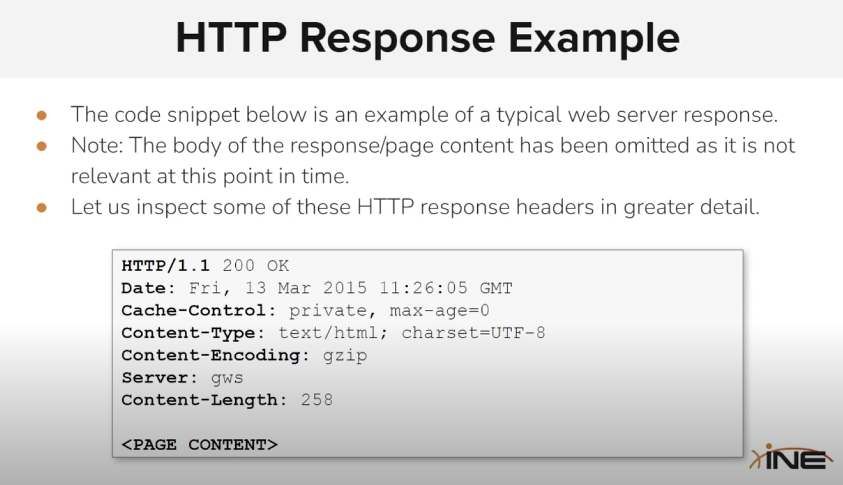 HTTP Response Example
● The code snippet below is an example of a typical web server response.
● Note: The body of the response/page content has been omitted as it is not
relevant at this point in time.
● Let us inspect some of these HTTP response headers in greater detail.
HTTP/1.1 200 OK
Date: Fri, 13 Mar 2015 11:26:05 GMT
Cache-Control: private, max-age=0
Content-Type: text/html; charset=UTF-8
Content-Encoding: gzip
Server: gws
Content-Length: 258
<PAGE CONTENT>
INE